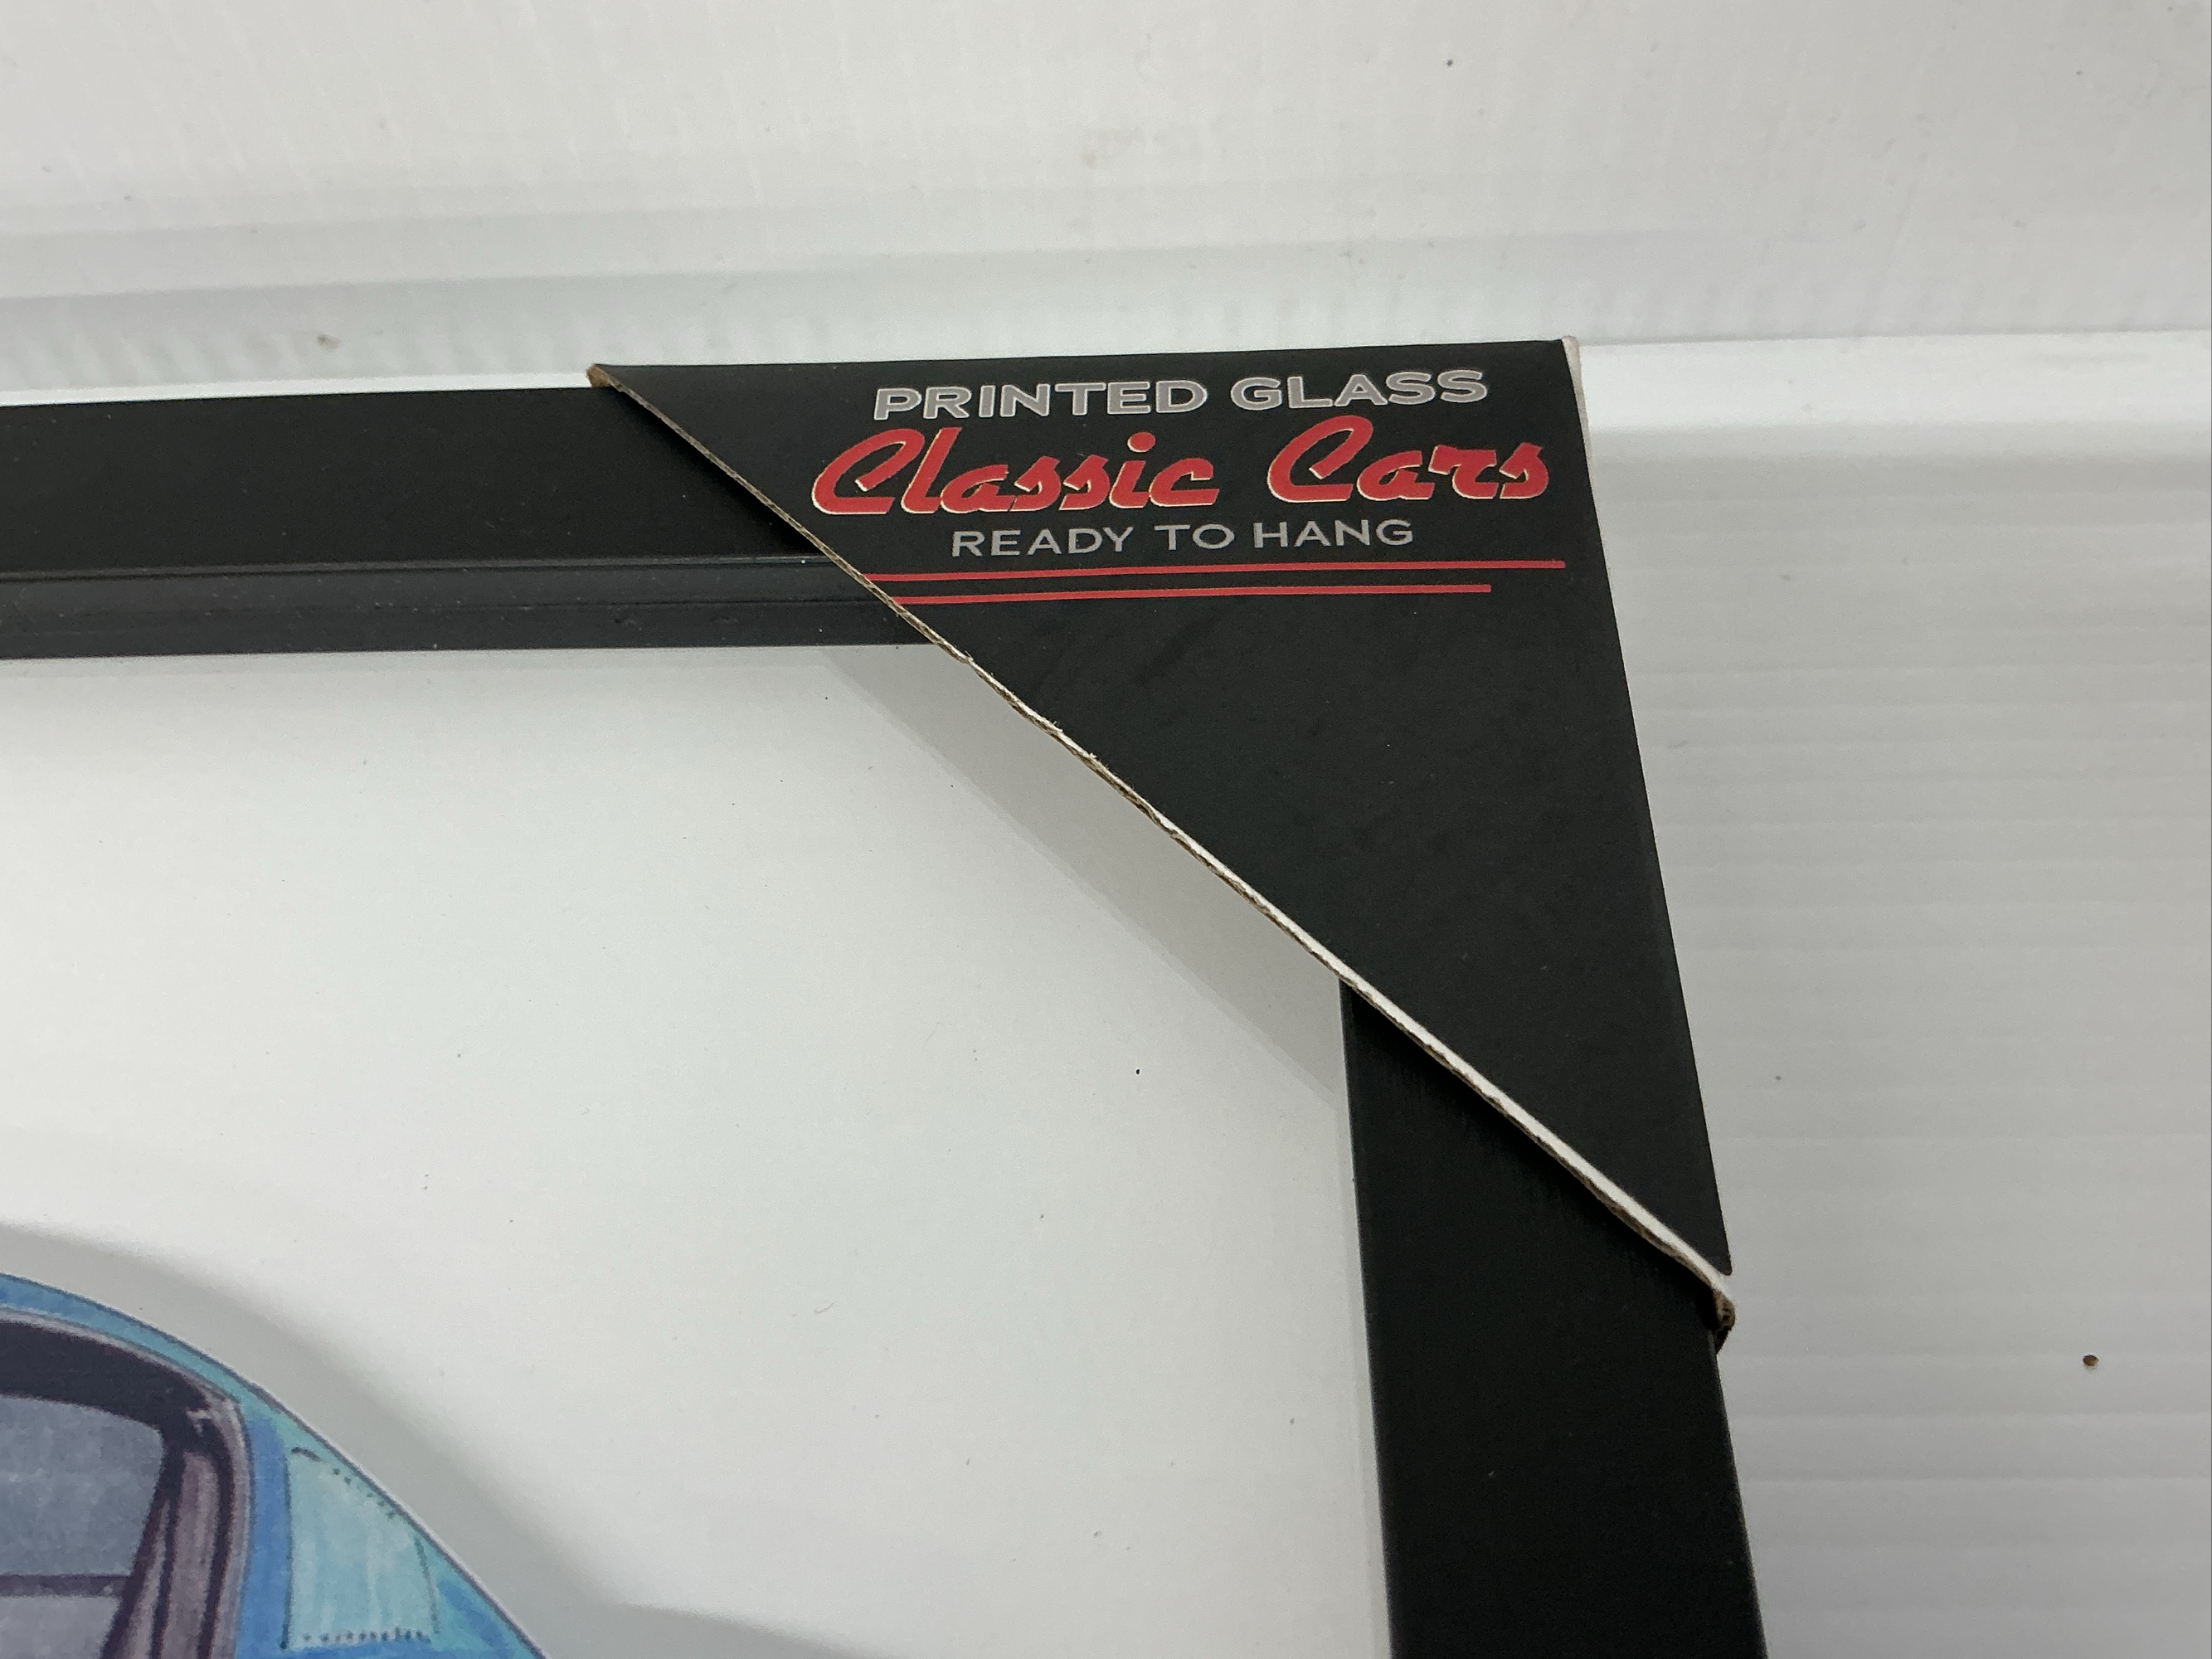 PRINTED GLASS
Classic Cars
READY TO HANG